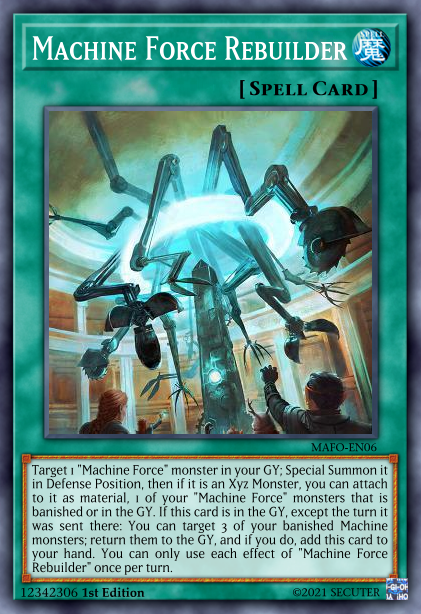 MACHINE FORCE REBUILDER 魔
[SPELL CARD]
MAFO-EN06
Target 1 "Machine Force" monster in your GY; Special Summon it
in Defense Position, then if it is an Xyz Monster, you can attach
to it as material, 1 of your "Machine Force" monsters that is
banished or in the GY. If this card is in the GY, except the turn it
was sent there: You can target 3 of your banished Machine
monsters; return them to the GY, and if you do, add this card to
your hand. You can only use each effect of "Machine Force
Rebuilder" once per turn.
12342306 1st Edition ©2021 SECUTER